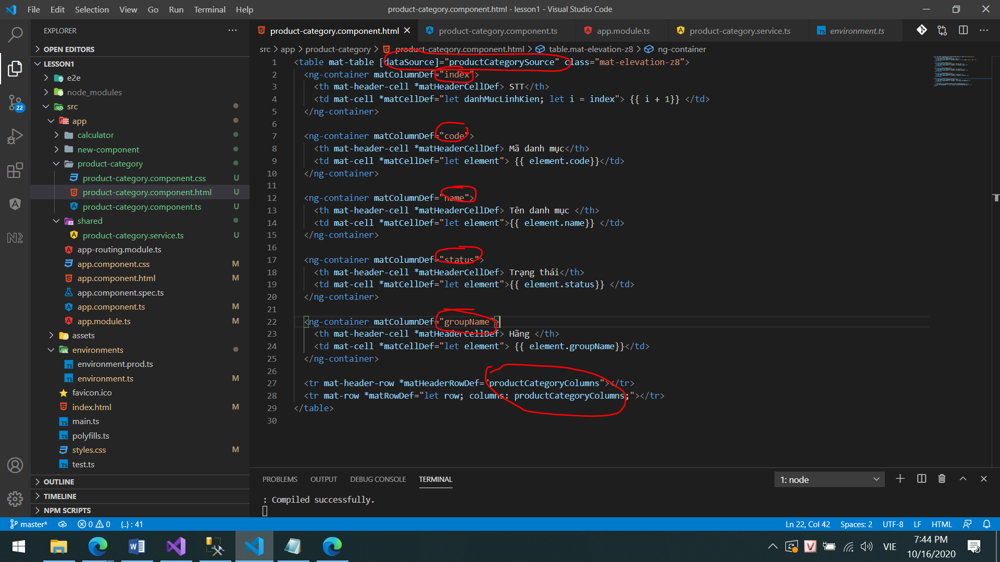 File Edit Selection View Go Run Terminal Help
product-category.component.html - lesson1 - Visual Studio Code
EXPLORER
OPEN EDITORS
LESSON1
e2e
node_modules
src
app
calculator
new-component
product-category
product-category.component.css U
product-category.component.html U
product-category.component.ts U
shared
product-category.service.ts U
app-routing.module.ts
app.component.css M
app.component.html M
app.component.spec.ts
app.component.ts M
app.module.ts M
assets
environments
environment.prod.ts
environment.ts M
favicon.ico
index.html M
main.ts
polyfills.ts
styles.css M
test.ts
OUTLINE
TIMELINE
NPM SCRIPTS
22
product-category.component.html product-category.component.ts app.module.ts product-category.service.ts environment.ts
src > app > product-category > product-category.component.html > table.mat-elevation-z8 > ng-container
1 <table mat-table [dataSource]="productCategorySource" class="mat-elevation-z8">
2 <ng-container matColumnDef="index">
3 <th mat-header-cell *matHeaderCellDef> STT</th>
4 <td mat-cell *matCellDef="let danhMucLinhKien; let i = index"> {{ i + 1}} </td>
5 </ng-container>
6
7 <ng-container matColumnDef="code">
8 <th mat-header-cell *matHeaderCellDef> Mã danh mục</th>
9 <td mat-cell *matCellDef="let element"> {{ element.code}}</td>
10 </ng-container>
11
12 <ng-container matColumnDef="name">
13 <th mat-header-cell *matHeaderCellDef> Tên danh mục </th>
14 <td mat-cell *matCellDef="let element">{{ element.name}} </td>
15 </ng-container>
16
17 <ng-container matColumnDef="status">
18 <th mat-header-cell *matHeaderCellDef> Trạng thái</th>
19 <td mat-cell *matCellDef="let element">{{ element.status}} </td>
20 </ng-container>
21
22 <ng-container matColumnDef="groupName">
23 <th mat-header-cell *matHeaderCellDef> Hãng </th>
24 <td mat-cell *matCellDef="let element"> {{ element.groupName}}</td>
25 </ng-container>
26
27 <tr mat-header-row *matHeaderRowDef="productCategoryColumns"></tr>
28 <tr mat-row *matRowDef="let row; columns: productCategoryColumns;"></tr>
29 </table>
30
PROBLEMS OUTPUT DEBUG CONSOLE TERMINAL
1: node
: Compiled successfully.
master* 0 0 {..} : 41
Ln 22, Col 42 Spaces: 2 UTF-8 LF HTML
VIE
7:44 PM
10/16/2020